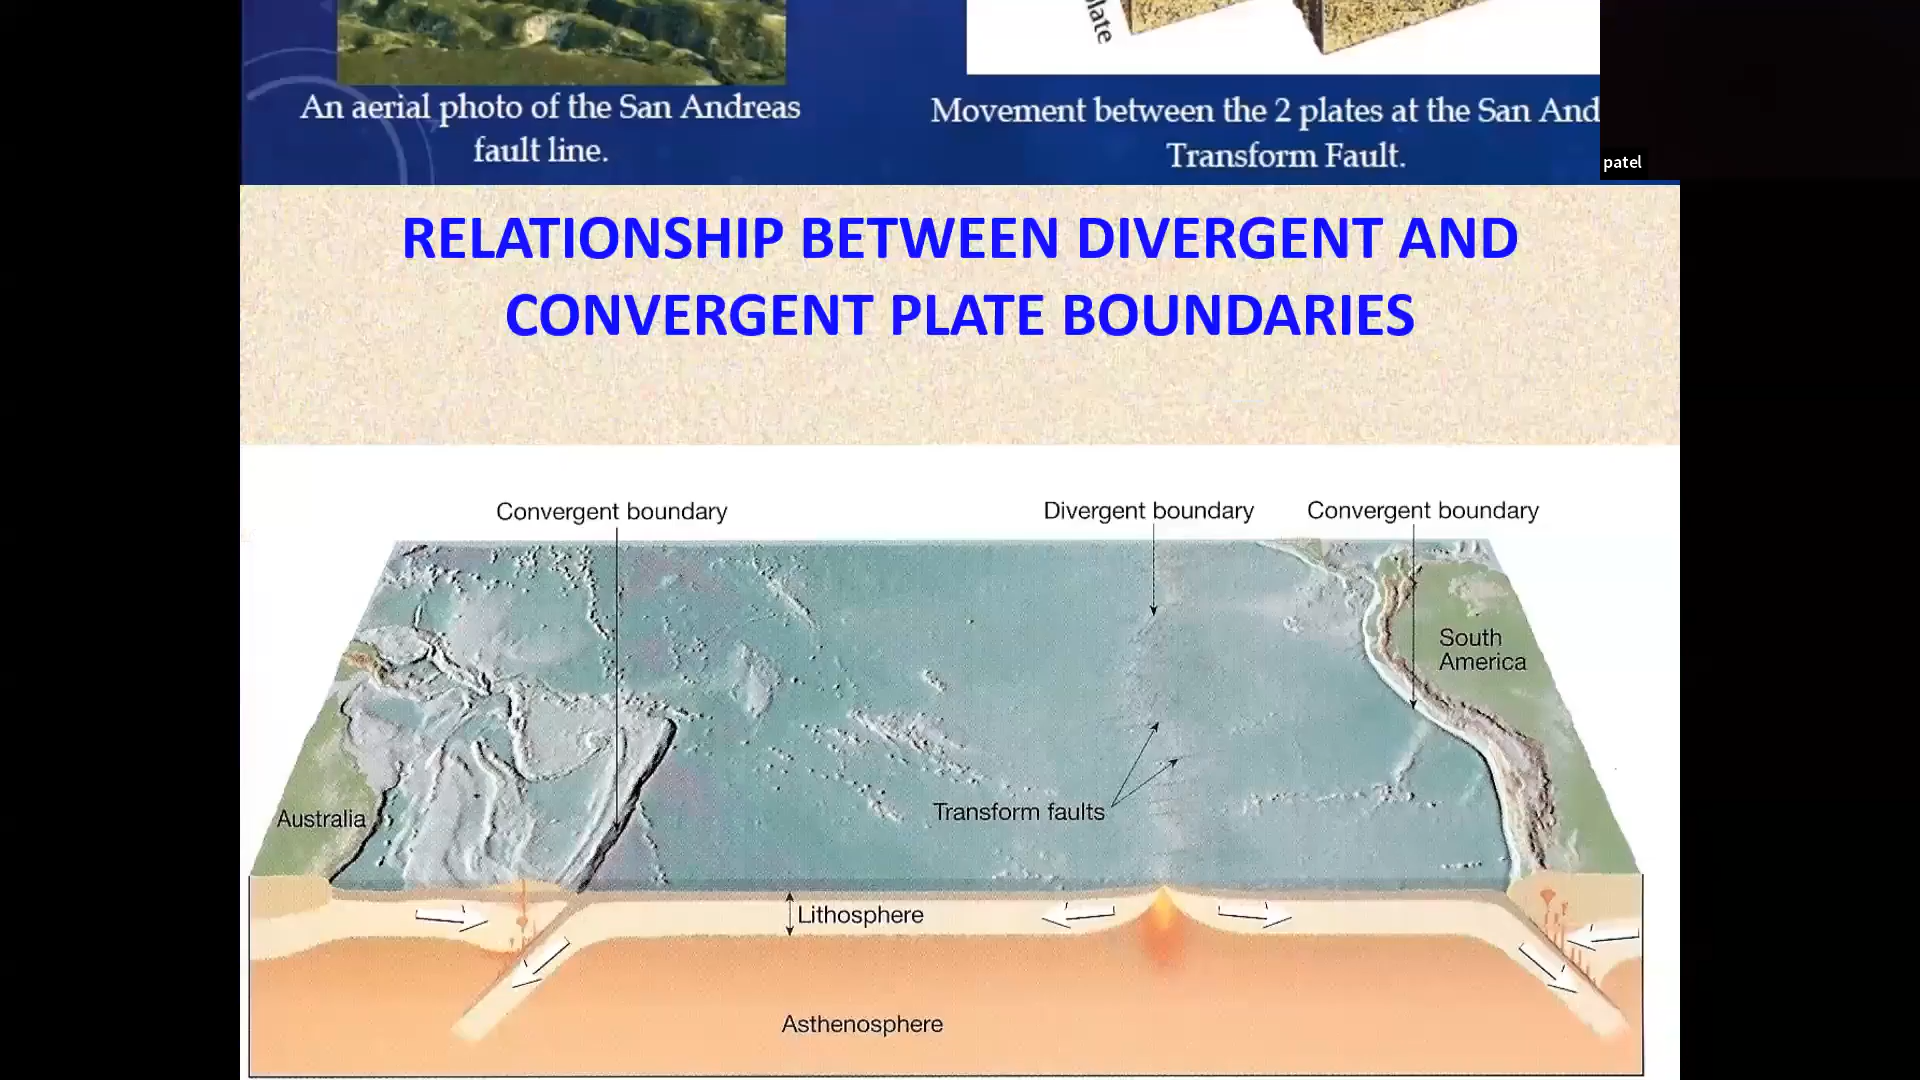 plate
An aerial photo of the San Andreas
fault line.
Movement between the 2 plates at the San And
Transform Fault.
patel
RELATIONSHIP BETWEEN DIVERGENT AND
CONVERGENT PLATE BOUNDARIES
Convergent boundary
Divergent boundary
Convergent boundary
South
America
Transform faults
Australia
Lithosphere
Asthenosphere